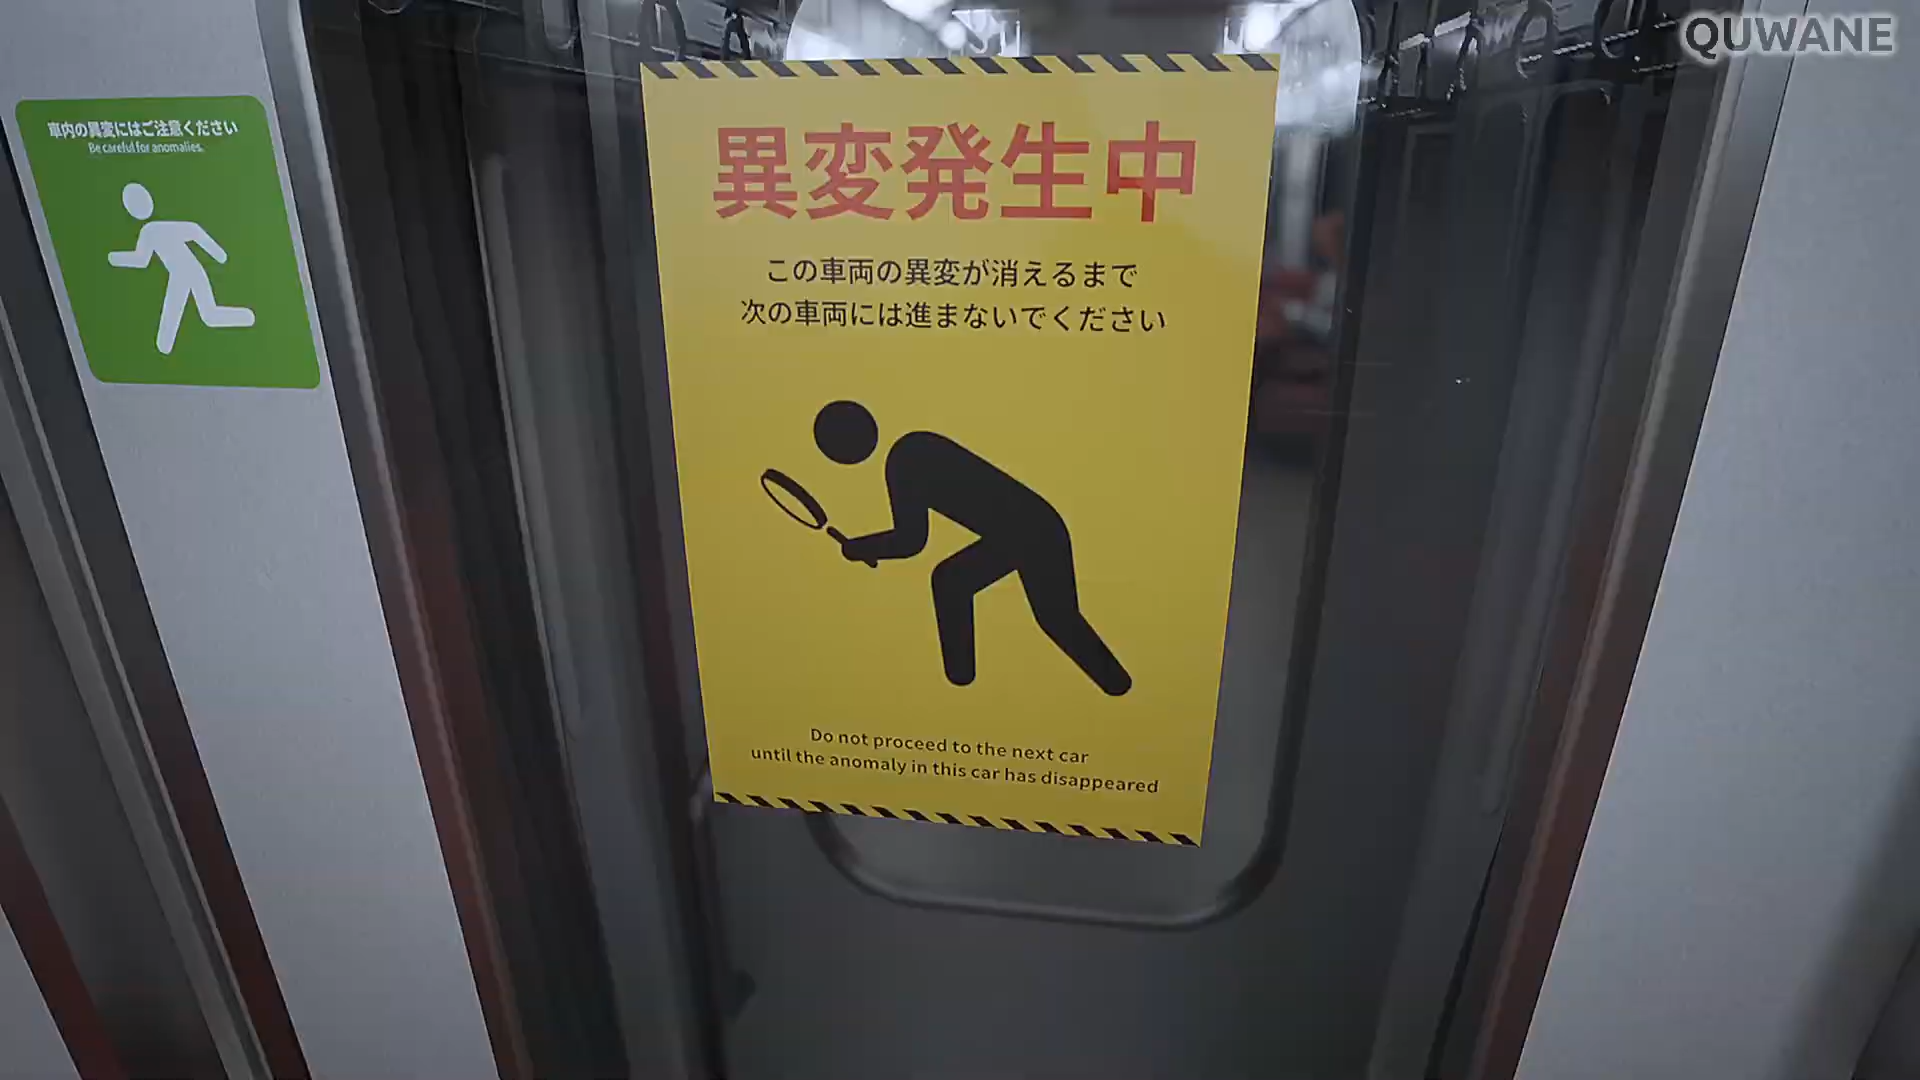 QUWANE
車内の異変にはご注意ください
Be careful for anomalies.
異変発生中
この車両の異変が消えるまで
次の車両には進まないでください
Do not proceed to the next car
until the anomaly in this car has disappeared